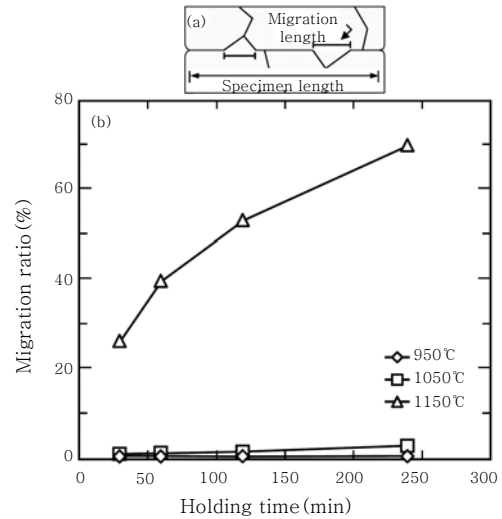 (a)
Migration
length
Specimen length
80
(b)
60
40
20
0
Migration ratio (%)
950℃
1050℃
1150℃
0 50 100 150 200 250 300
Holding time (min)